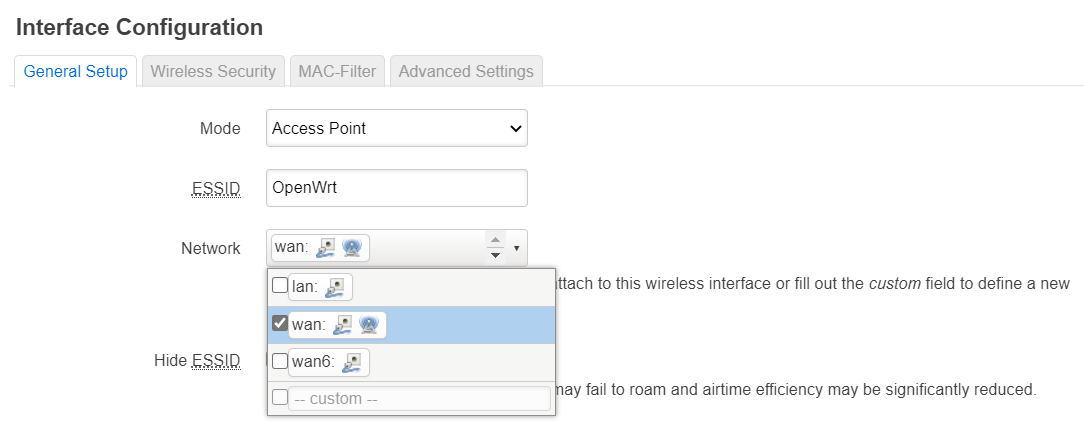 Interface Configuration
General Setup Wireless Security MAC-Filter Advanced Settings
Mode Access Point
ESSID OpenWrt
Network wan:
lan:
ttach to this wireless interface or fill out the custom field to define a new
wan:
Hide ESSID wan6:
may fail to roam and airtime efficiency may be significantly reduced.
-- custom --